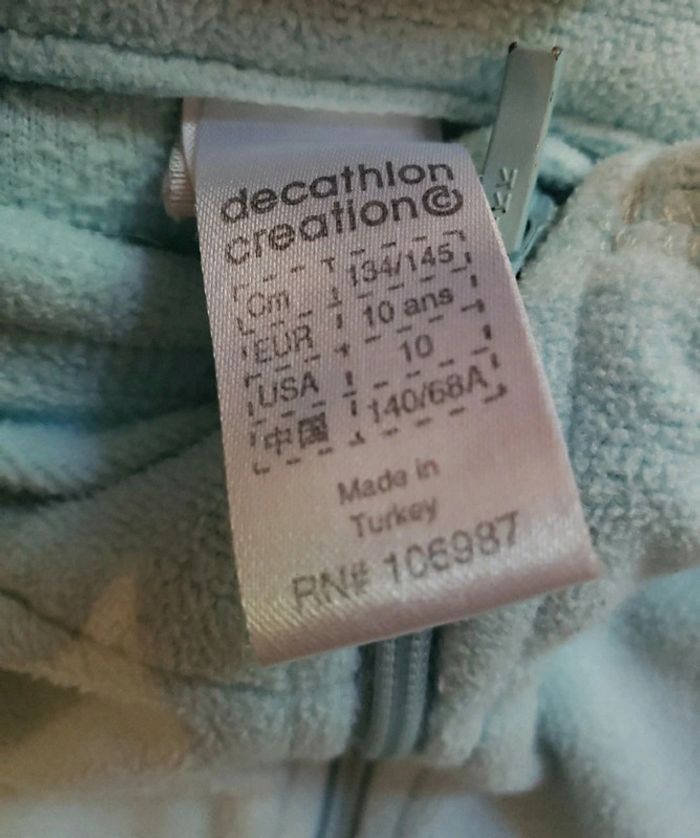 decathlon
creation
Cm 134/145
EUR 10 ans
USA 10
中国 140/68A
Made in
Turkey
RN# 106987